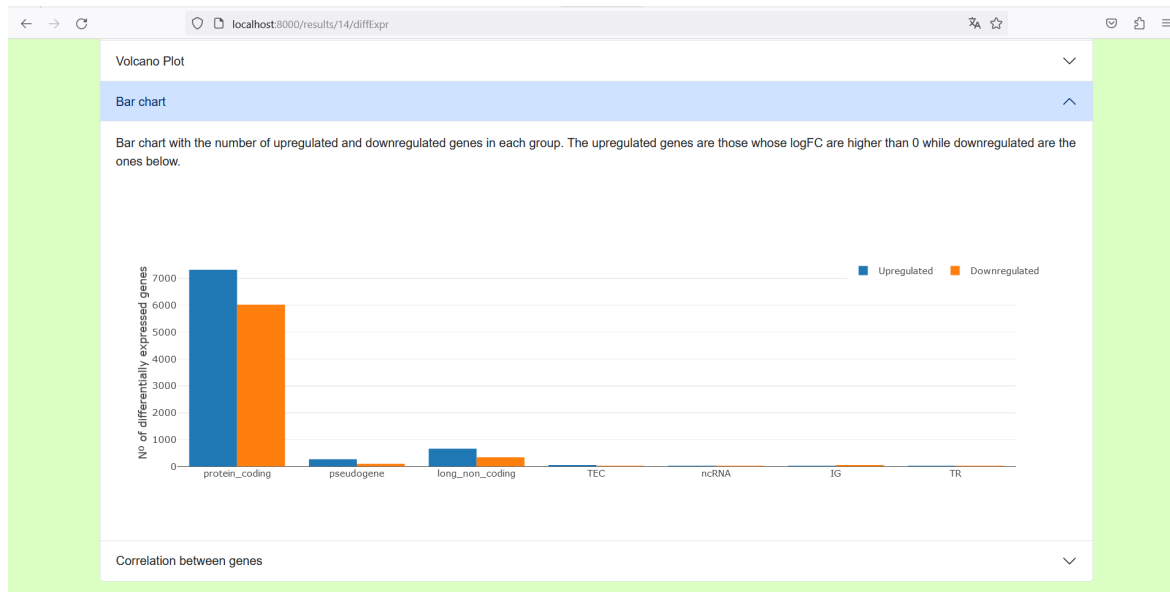 localhost:8000/results/14/diffExpr
Volcano Plot
Bar chart
Bar chart with the number of upregulated and downregulated genes in each group. The upregulated genes are those whose logFC are higher than 0 while downregulated are the
ones below.
Upregulated Downregulated
Nº of differentially expressed genes
7000
6000
5000
4000
3000
2000
1000
0
protein_coding pseudogene long_non_coding TEC ncRNA IG TR
Correlation between genes